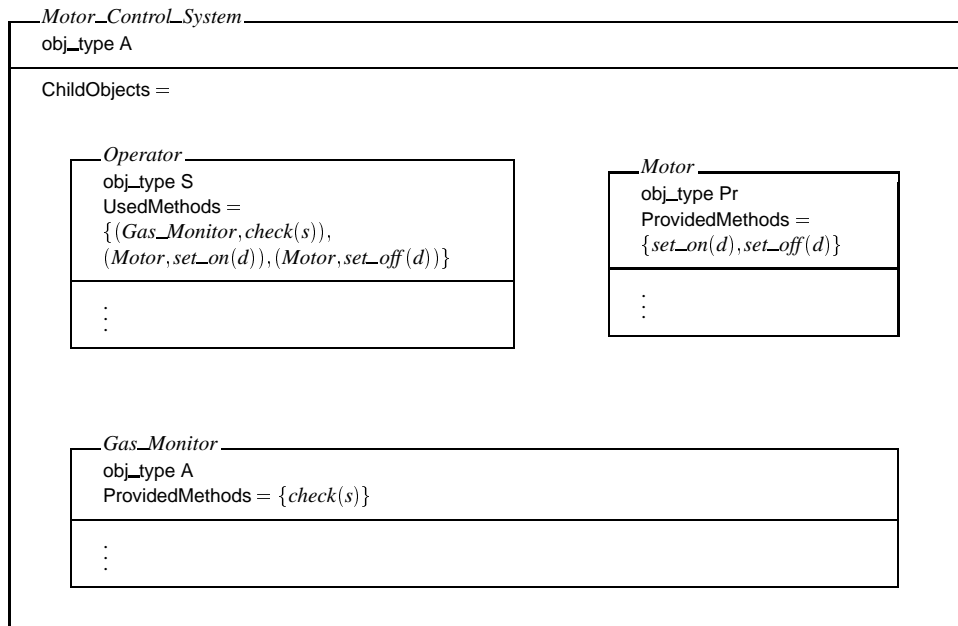 Motor_Control_System
obj_type A
ChildObjects =
Operator
obj_type S
UsedMethods =
{(Gas_Monitor,check(s)),
(Motor,set_on(d)),(Motor,set_off(d))}
⋮
Motor
obj_type Pr
ProvidedMethods =
{set_on(d),set_off(d)}
⋮
Gas_Monitor
obj_type A
ProvidedMethods = {check(s)}
⋮